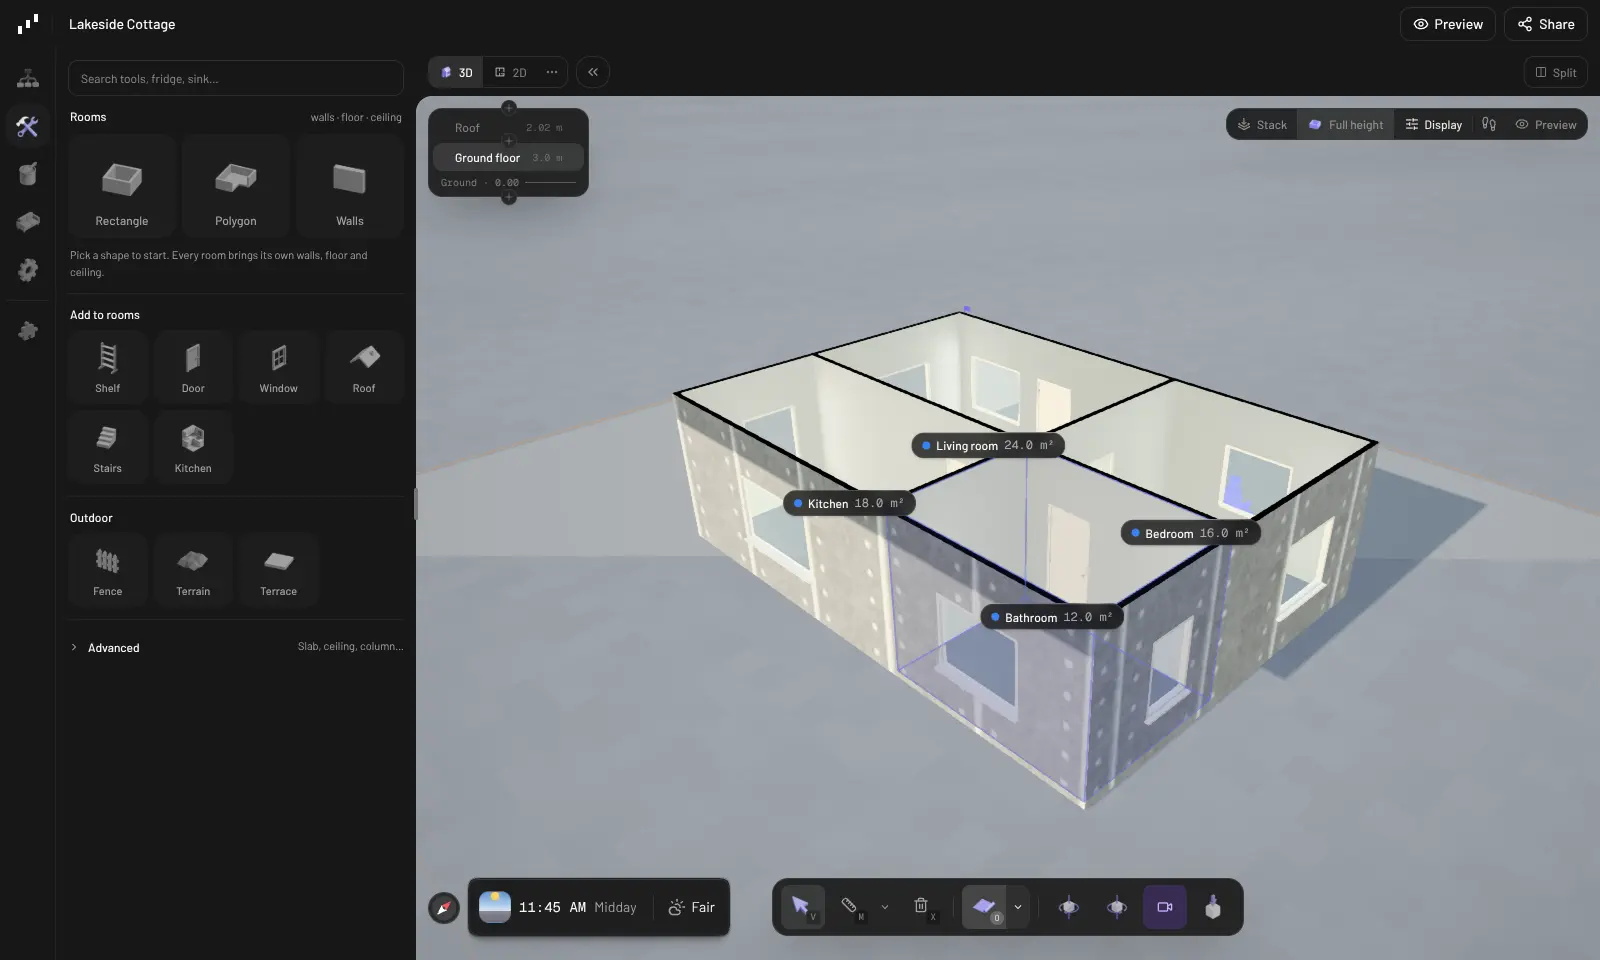 Lakeside Cottage
Preview
Share
Search tools, fridge, sink...
3D
2D
Split
Rooms
walls · floor · ceiling
Rectangle
Polygon
Walls
Pick a shape to start. Every room brings its own walls, floor and
ceiling.
Add to rooms
Shelf
Door
Window
Roof
Stairs
Kitchen
Outdoor
Fence
Terrain
Terrace
Advanced
Slab, ceiling, column...
Roof 2.02 m
Ground floor 3.0 m
Ground · 0.00
Stack
Full height
Display
Preview
Living room 24.0 m²
Kitchen 18.0 m²
Bedroom 16.0 m²
Bathroom 12.0 m²
11:45 AM Midday
Fair
V
M
X
0